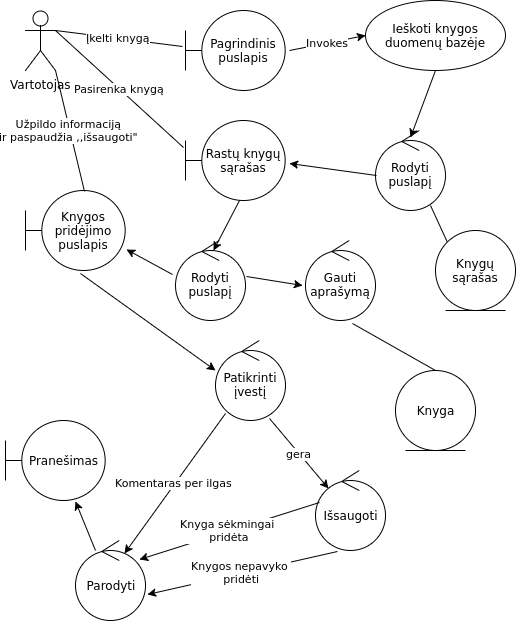 Įkelti knygą
Pagrindinis
puslapis
Invokes
Ieškoti knygos
duomenų bazėje
Vartotojas
Pasirenka knygą
Užpildo informaciją
ir paspaudžia ,,išsaugoti"
Rastų knygų
sąrašas
Rodyti
puslapį
Knygos
pridėjimo
puslapis
Knygų
sąrašas
Rodyti
puslapį
Gauti
aprašymą
Patikrinti
įvestį
Knyga
gera
Pranešimas
Komentaras per ilgas
Išsaugoti
Knyga sėkmingai
pridėta
Knygos nepavyko
pridėti
Parodyti